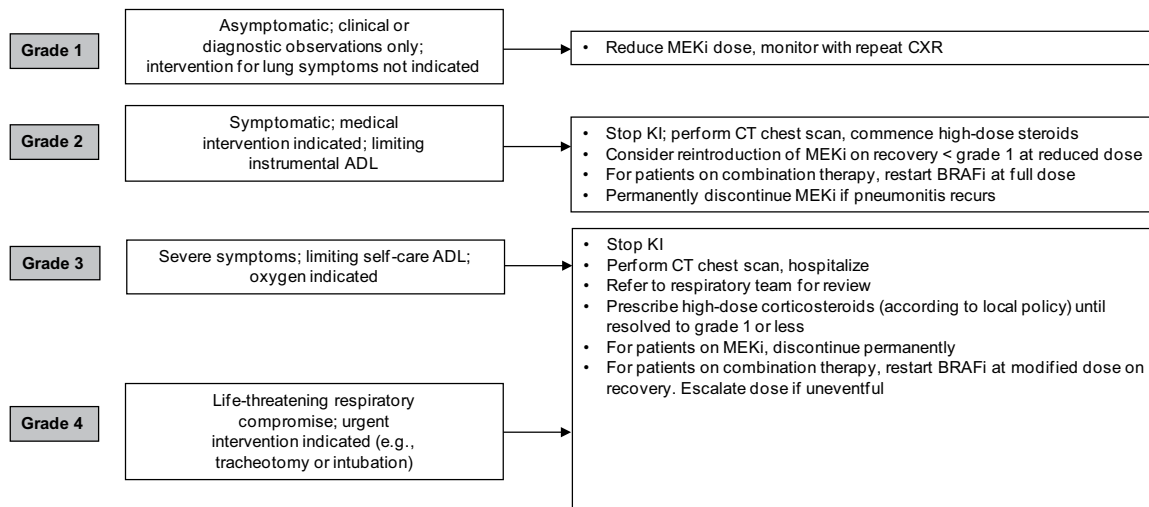 Grade 1
Asymptomatic; clinical or
diagnostic observations only;
intervention for lung symptoms not indicated
• Reduce MEKi dose, monitor with repeat CXR
Grade 2
Symptomatic; medical
intervention indicated; limiting
instrumental ADL
• Stop KI; perform CT chest scan, commence high-dose steroids
• Consider reintroduction of MEKi on recovery < grade 1 at reduced dose
• For patients on combination therapy, restart BRAFi at full dose
• Permanently discontinue MEKi if pneumonitis recurs
Grade 3
Severe symptoms; limiting self-care ADL;
oxygen indicated
• Stop KI
• Perform CT chest scan, hospitalize
• Refer to respiratory team for review
• Prescribe high-dose corticosteroids (according to local policy) until
resolved to grade 1 or less
• For patients on MEKi, discontinue permanently
• For patients on combination therapy, restart BRAFi at modified dose on
recovery. Escalate dose if uneventful
Grade 4
Life-threatening respiratory
compromise; urgent
intervention indicated (e.g.,
tracheotomy or intubation)